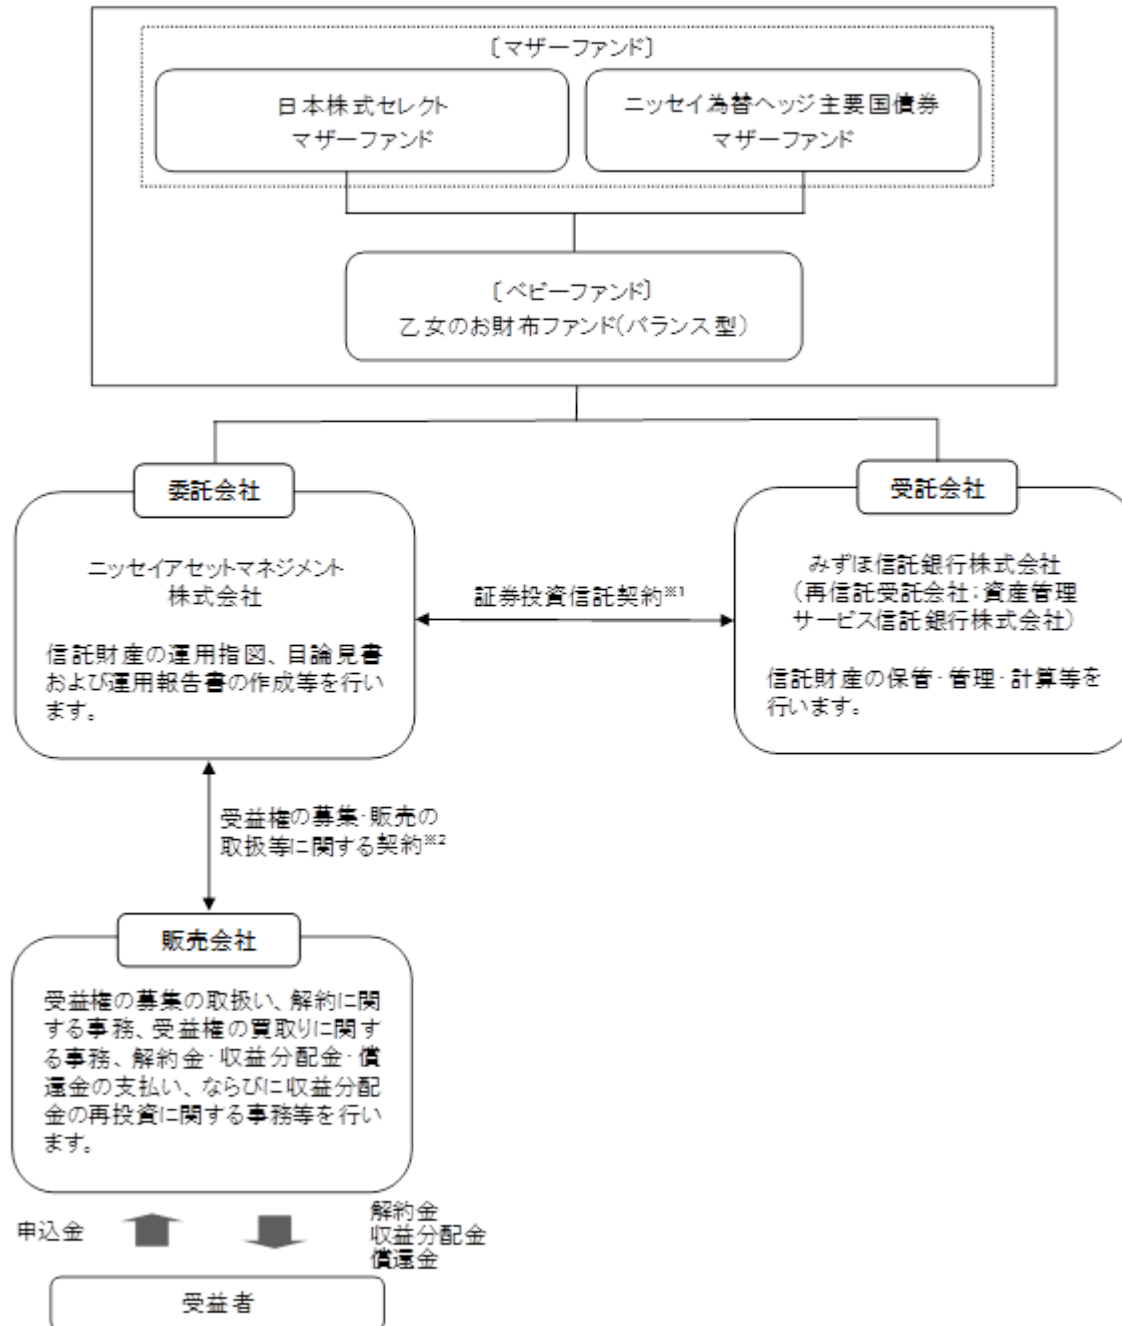 〔マザーファンド〕
日本株式セレクト
マザーファンド
ニッセイ為替ヘッジ主要国債券
マザーファンド
〔ベビーファンド〕
乙女のお財布ファンド(バランス型)
委託会社
ニッセイアセットマネジメント
株式会社
信託財産の運用指図、目論見書
および運用報告書の作成等を行い
ます。
証券投資信託契約※1
受託会社
みずほ信託銀行株式会社
(再信託受託会社:資産管理
サービス信託銀行株式会社)
信託財産の保管・管理・計算等を
行います。
受益権の募集・販売の
取扱等に関する契約※2
販売会社
受益権の募集の取扱い、解約に関
する事務、受益権の買取りに関す
る事務、解約金・収益分配金・償
還金の支払い、ならびに収益分配
金の再投資に関する事務等を行い
ます。
申込金
解約金
収益分配金
償還金
受益者